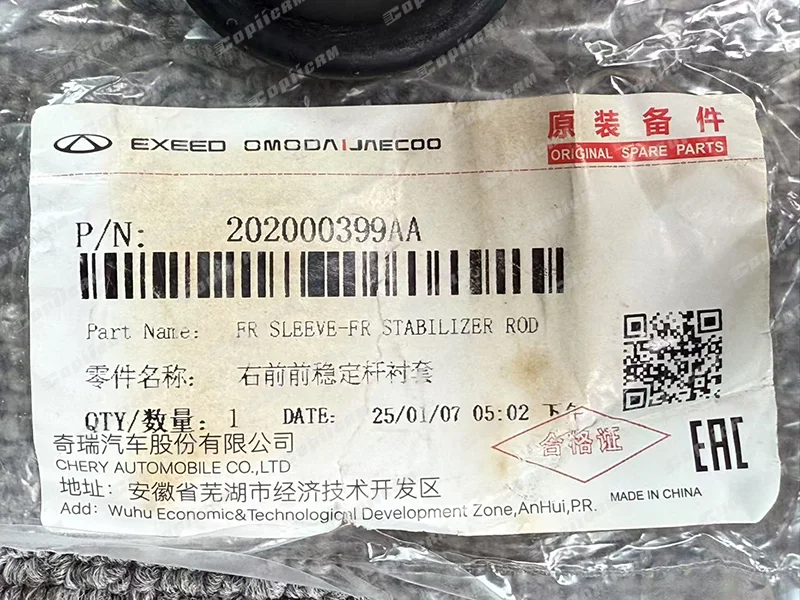 EXEED OMODA|JAECOO
原装备件
ORIGINAL SPARE PARTS
P/N: 202000399AA
Part Name: FR SLEEVE-FR STABILIZER ROD
零件名称: 右前前稳定杆衬套
QTY/数量: 1 DATE: 25/01/07 05:02 下午
奇瑞汽车股份有限公司
CHERY AUTOMOBILE CO.,LTD
合格证
EAC
地址: 安徽省芜湖市经济技术开发区
MADE IN CHINA
Add: Wuhu Economic&Technological Development Zone,AnHui,P.R.
COPIICAM